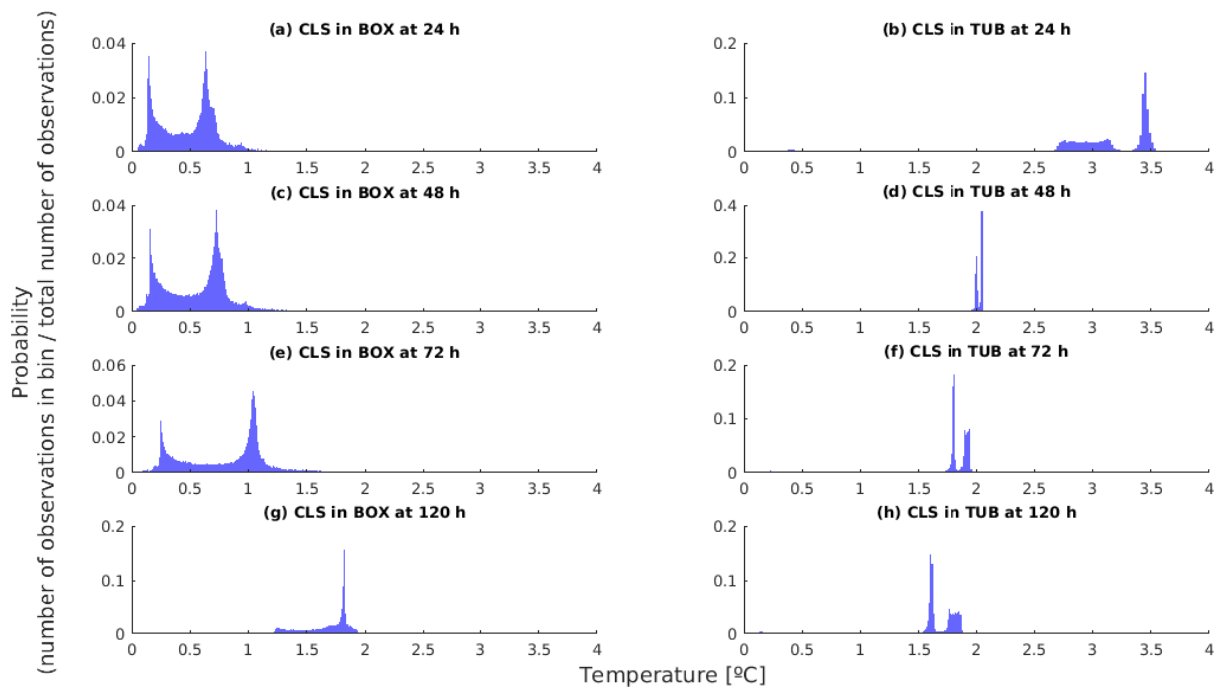 Probability
(number of observations in bin / total number of observations)
(a) CLS in BOX at 24 h
0.04
0.02
0
0 0.5 1 1.5 2 2.5 3 3.5 4
(b) CLS in TUB at 24 h
0.2
0.1
0
0 0.5 1 1.5 2 2.5 3 3.5 4
(c) CLS in BOX at 48 h
0.04
0.02
0
0 0.5 1 1.5 2 2.5 3 3.5 4
(d) CLS in TUB at 48 h
0.4
0.2
0
0 0.5 1 1.5 2 2.5 3 3.5 4
(e) CLS in BOX at 72 h
0.06
0.04
0.02
0
0 0.5 1 1.5 2 2.5 3 3.5 4
(f) CLS in TUB at 72 h
0.2
0.1
0
0 0.5 1 1.5 2 2.5 3 3.5 4
(g) CLS in BOX at 120 h
0.2
0.1
0
0 0.5 1 1.5 2 2.5 3 3.5 4
(h) CLS in TUB at 120 h
0.2
0.1
0
0 0.5 1 1.5 2 2.5 3 3.5 4
Temperature [ºC]